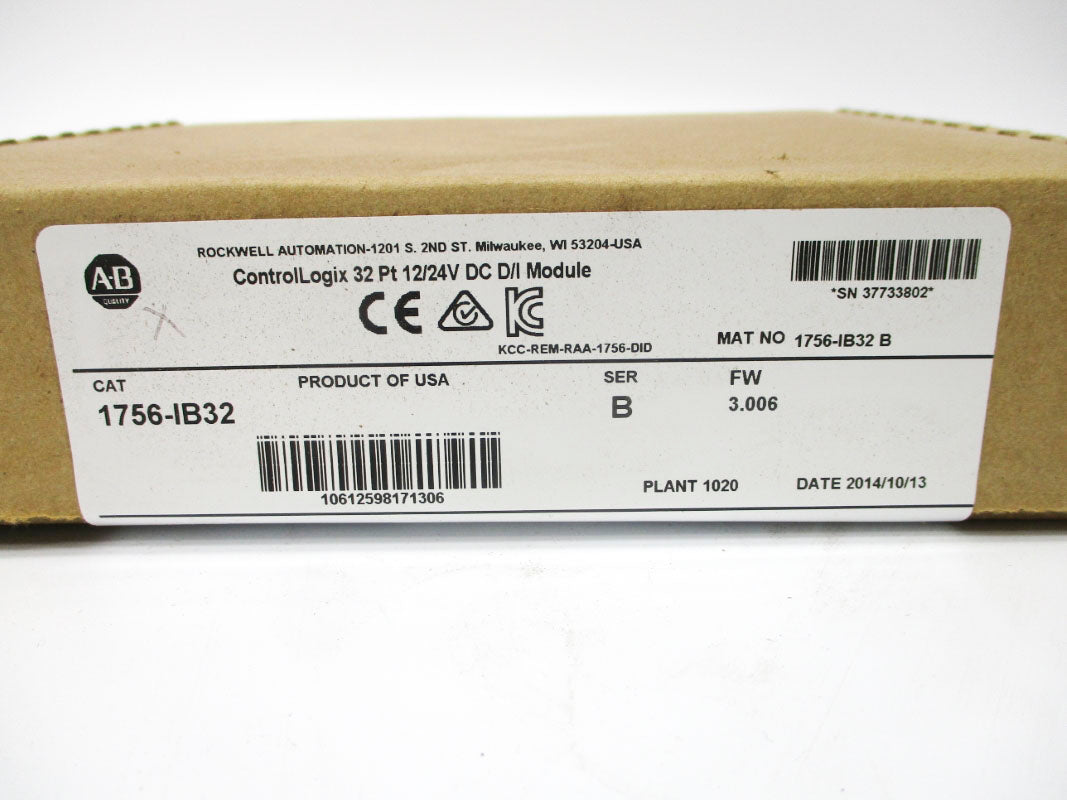 ROCKWELL AUTOMATION-1201 S. 2ND ST. Milwaukee, WI 53204-USA
ControlLogix 32 Pt 12/24V DC D/I Module
A·B
QUALITY
*SN 37733802*
KCC-REM-RAA-1756-DID
MAT NO 1756-IB32 B
CAT
1756-IB32
PRODUCT OF USA
SER
B
FW
3.006
10612598171306
PLANT 1020
DATE 2014/10/13